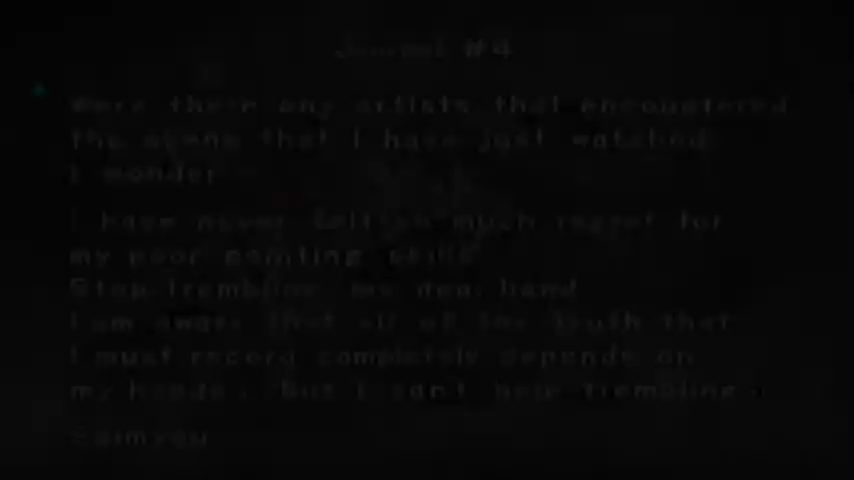 Journal #4
Were there any artists that encountered
the scene that I have just watched
I wonder
I have never felt so much regret for
my poor painting skills
Stop trembling, my dear hand
I am aware that all of the truth that
I must record completely depends on
my hands, but I can't help trembling